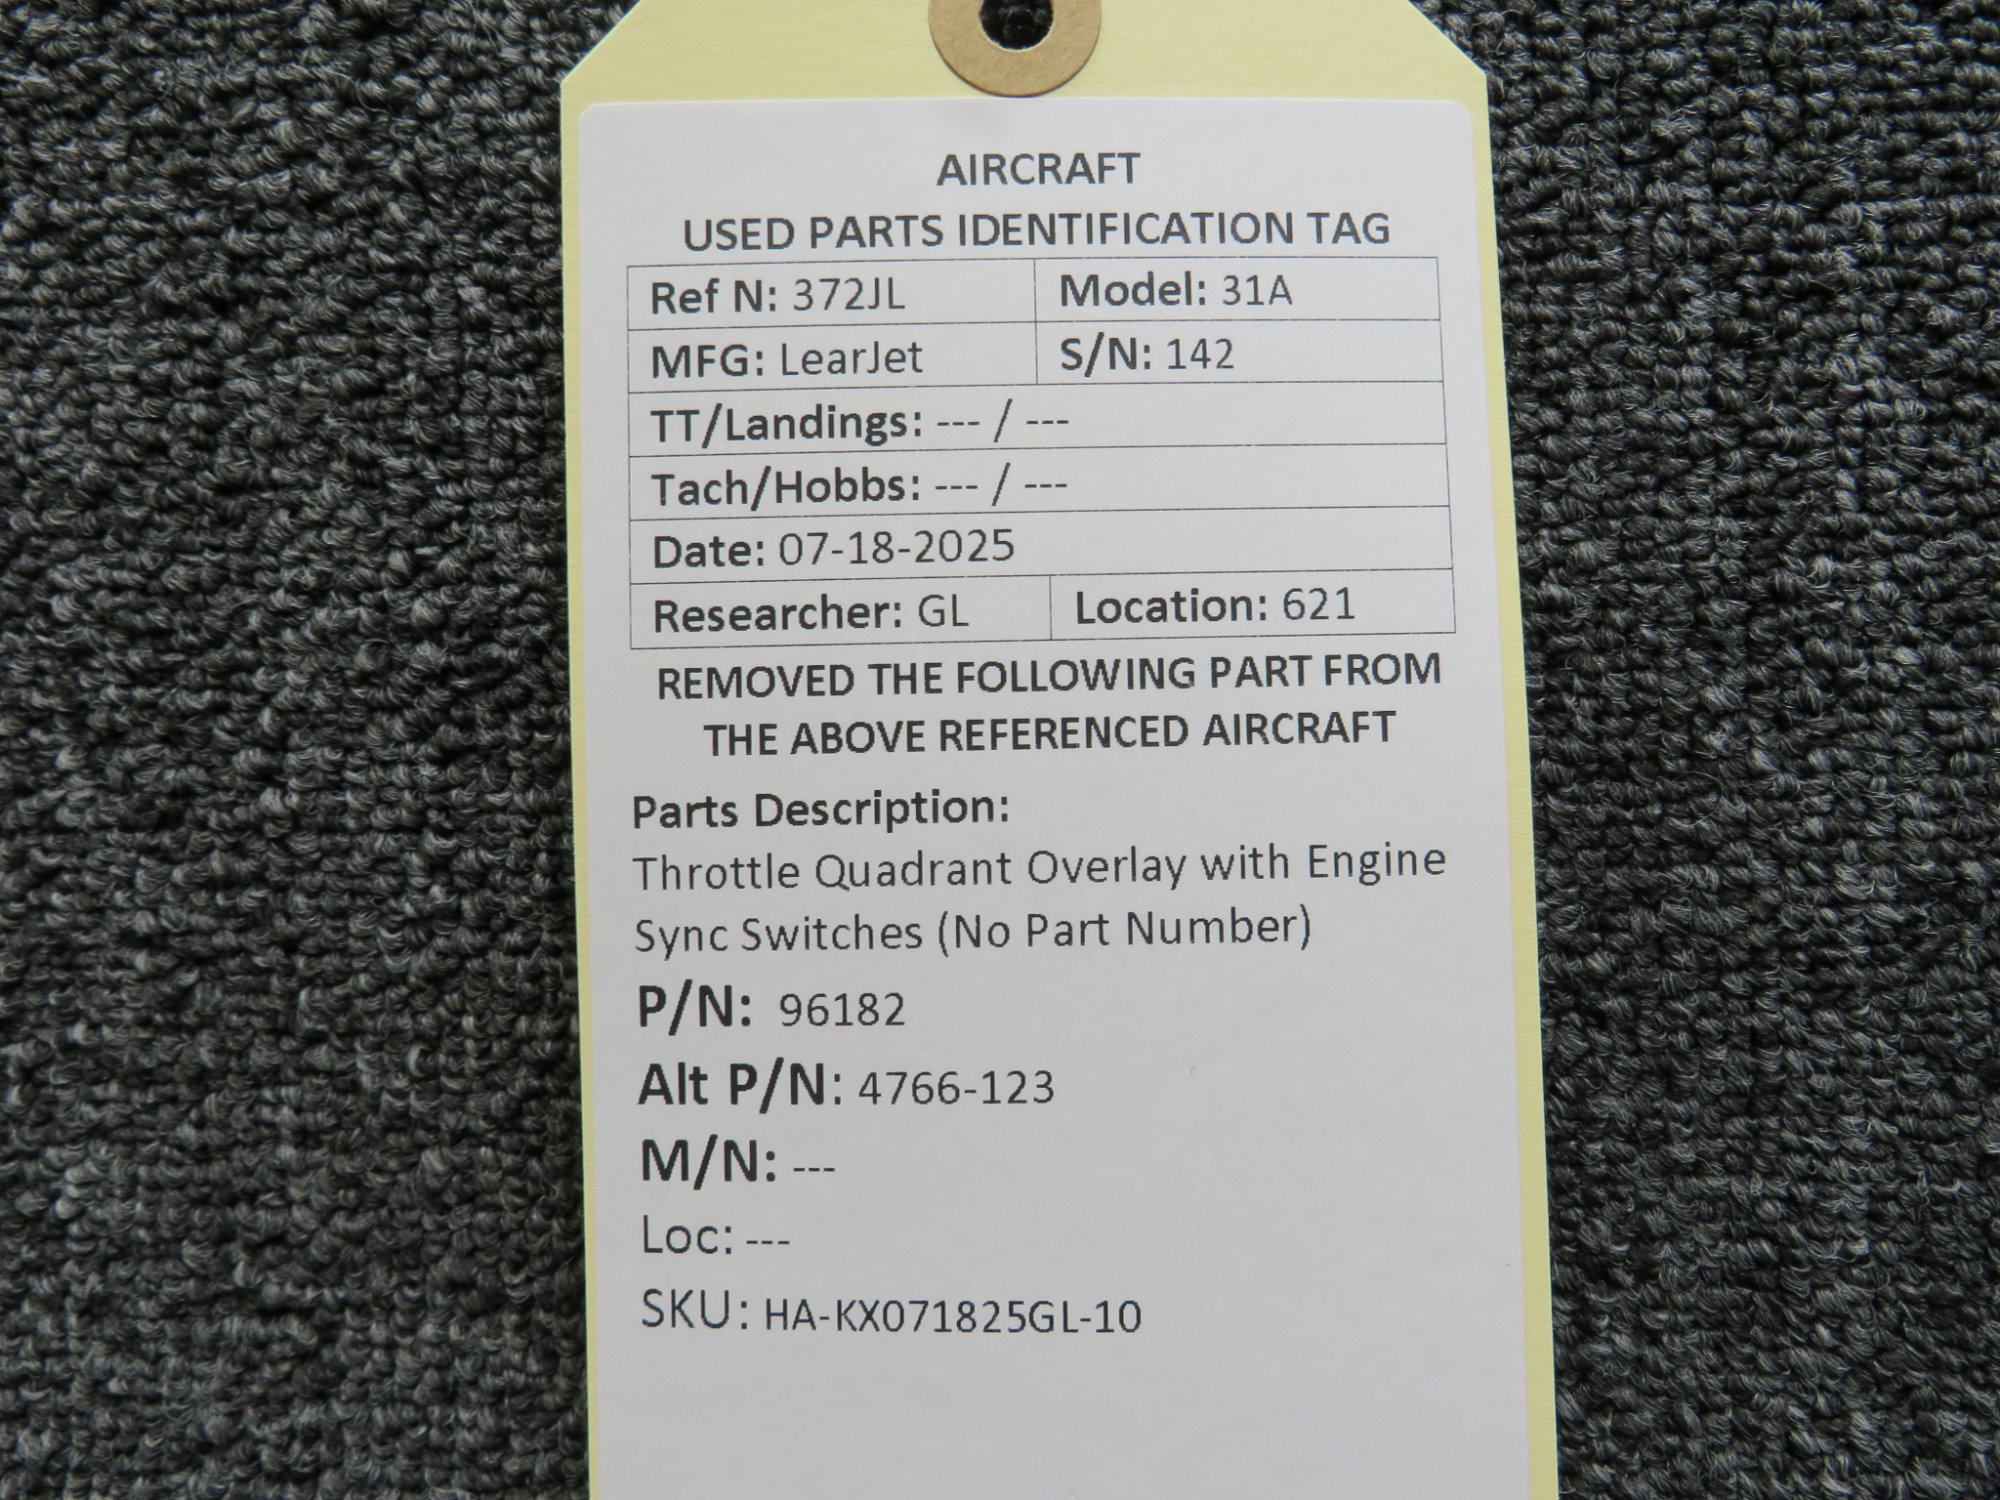 AIRCRAFT
USED PARTS IDENTIFICATION TAG
Ref N: 372JL Model: 31A
MFG: LearJet S/N: 142
TT/Landings: --- / ---
Tach/Hobbs: --- / ---
Date: 07-18-2025
Researcher: GL Location: 621
REMOVED THE FOLLOWING PART FROM
THE ABOVE REFERENCED AIRCRAFT
Parts Description:
Throttle Quadrant Overlay with Engine
Sync Switches (No Part Number)
P/N: 96182
Alt P/N: 4766-123
M/N: ---
Loc: ---
SKU: HA-KX071825GL-10